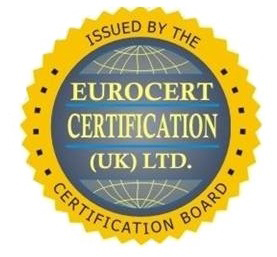 ISSUED BY THE
EUROCERT
CERTIFICATION
(UK) LTD.
CERTIFICATION BOARD